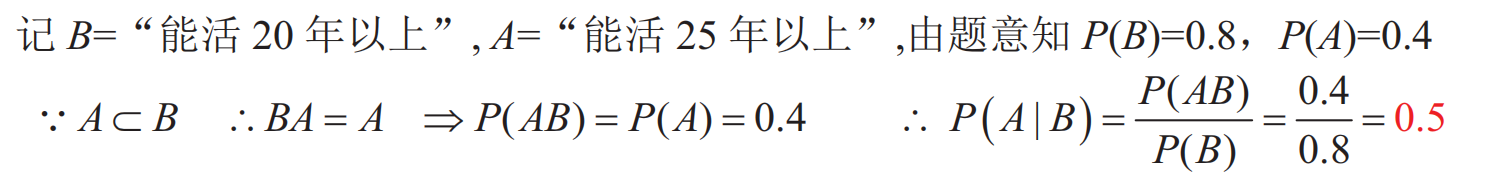 记 B=“能活 20 年以上”,A=“能活 25 年以上”,由题意知 P(B)=0.8，P(A)=0.4
∵ A ⊂ B ∴ BA = A ⇒ P(AB) = P(A) = 0.4 ∴ P(A | B) = P(AB)/P(B) = 0.4/0.8 = 0.5